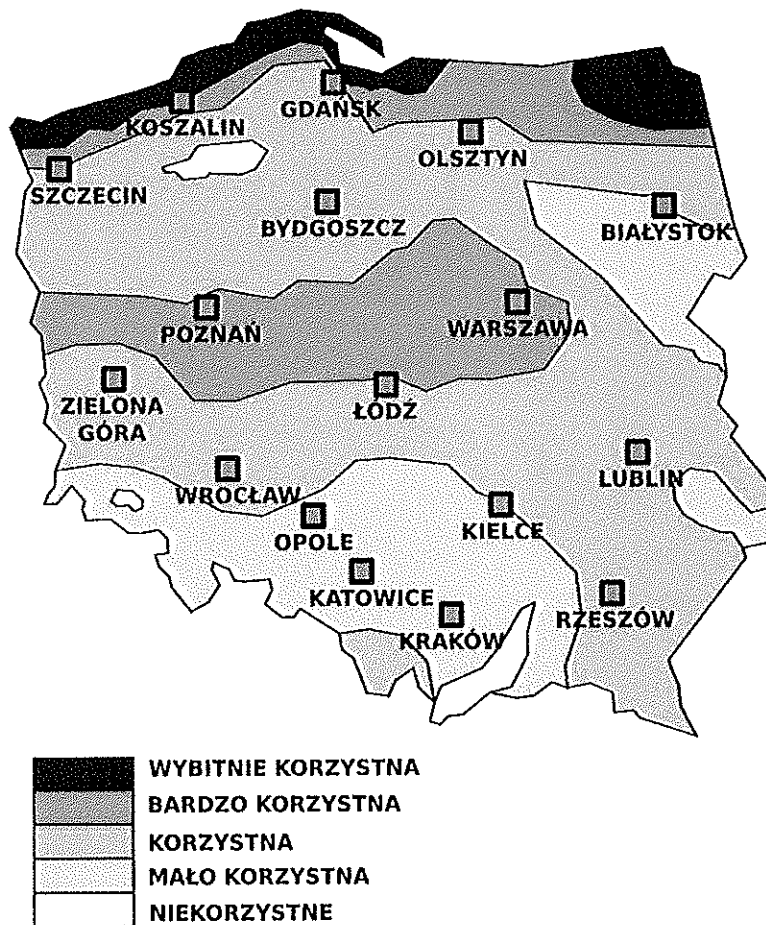 GDAŃSK
KOSZALIN
OLSZTYN
SZCZECIN
BYDGOSZCZ
BIAŁYSTOK
POZNAŃ
WARSZAWA
ZIELONA
GÓRA
ŁÓDŹ
WROCŁAW
LUBLIN
OPOLE
KIELCE
KATOWICE
RZESZÓW
KRAKÓW
WYBITNIE KORZYSTNA
BARDZO KORZYSTNA
KORZYSTNA
MAŁO KORZYSTNA
NIEKORZYSTNE